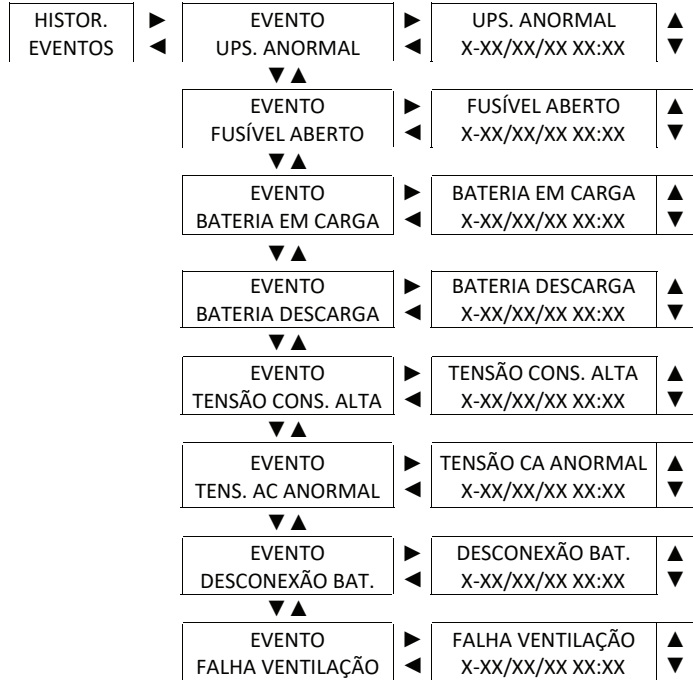 HISTOR. ► EVENTO ► UPS. ANORMAL ▲
EVENTOS ◄ UPS. ANORMAL ◄ X-XX/XX/XX XX:XX ▼
▼▲
EVENTO ► FUSÍVEL ABERTO ▲
FUSÍVEL ABERTO ◄ X-XX/XX/XX XX:XX ▼
▼▲
EVENTO ► BATERIA EM CARGA ▲
BATERIA EM CARGA ◄ X-XX/XX/XX XX:XX ▼
▼▲
EVENTO ► BATERIA DESCARGA ▲
BATERIA DESCARGA ◄ X-XX/XX/XX XX:XX ▼
▼▲
EVENTO ► TENSÃO CONS. ALTA ▲
TENSÃO CONS. ALTA ◄ X-XX/XX/XX XX:XX ▼
▼▲
EVENTO ► TENSÃO CA ANORMAL ▲
TENS. AC ANORMAL ◄ X-XX/XX/XX XX:XX ▼
▼▲
EVENTO ► DESCONEXÃO BAT. ▲
DESCONEXÃO BAT. ◄ X-XX/XX/XX XX:XX ▼
▼▲
EVENTO ► FALHA VENTILAÇÃO ▲
FALHA VENTILAÇÃO ◄ X-XX/XX/XX XX:XX ▼